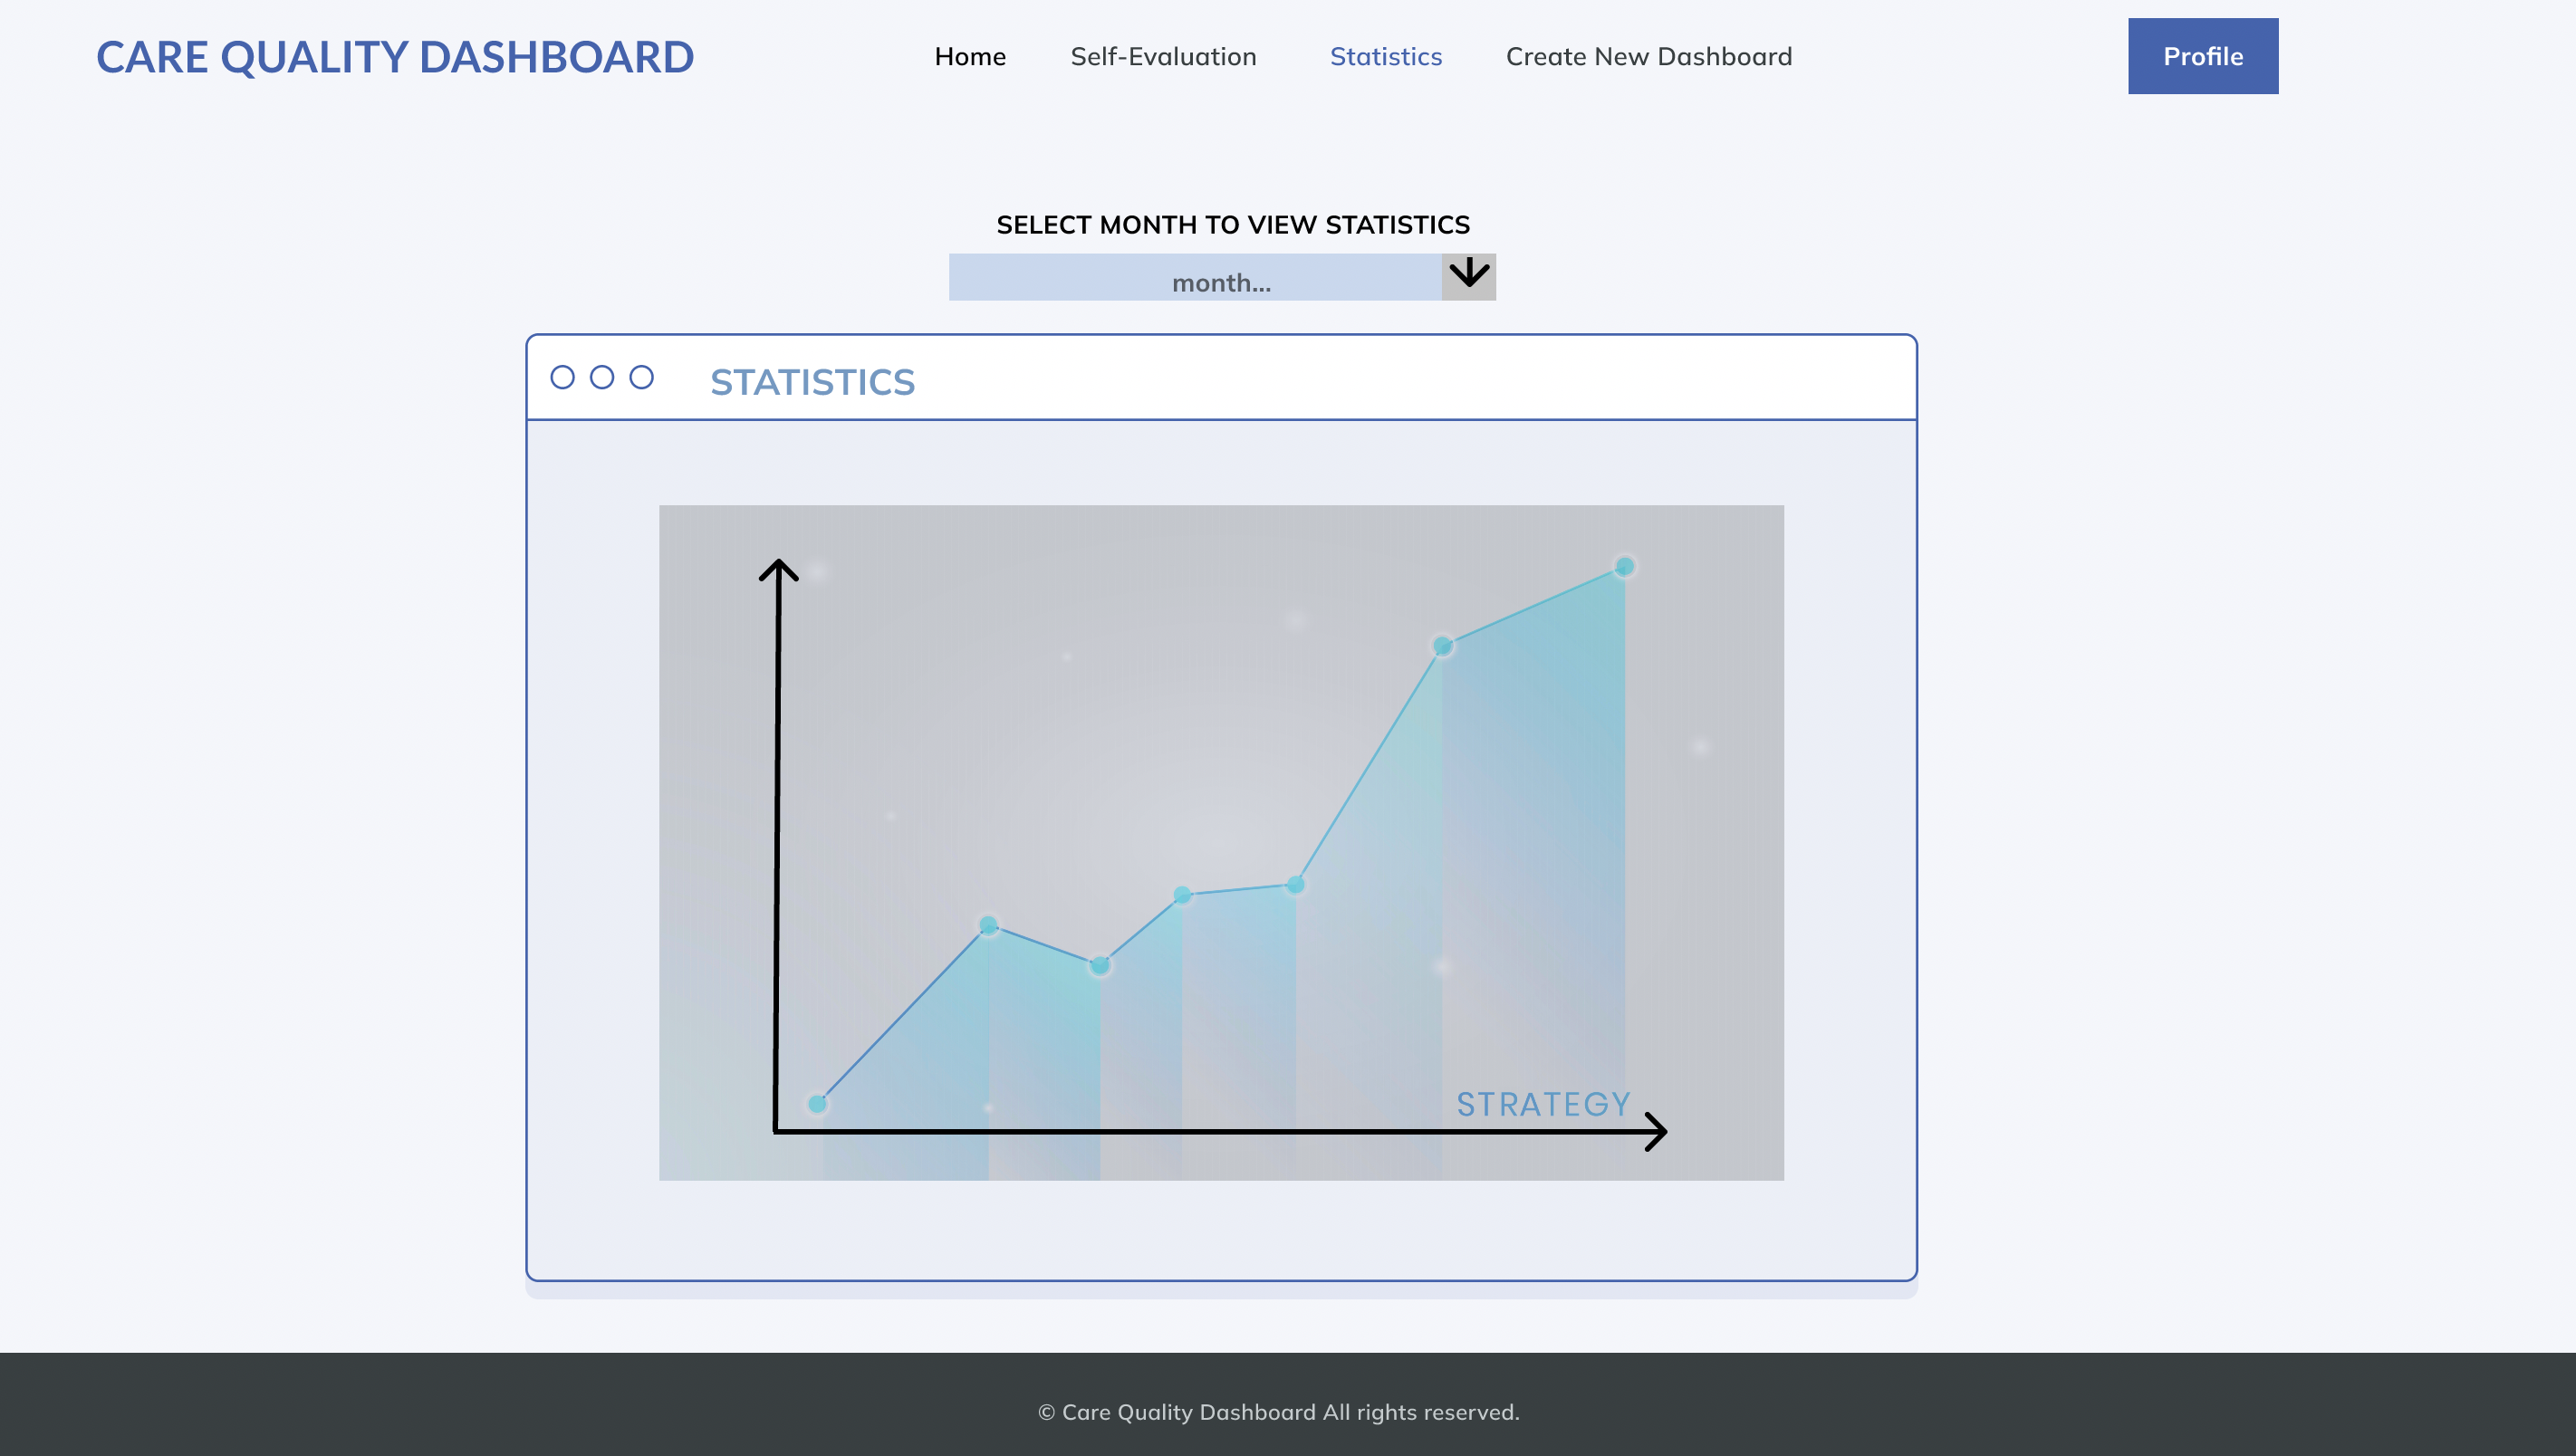 CARE QUALITY DASHBOARD
Home
Self-Evaluation
Statistics
Create New Dashboard
Profile
SELECT MONTH TO VIEW STATISTICS
month...
STATISTICS
STRATEGY
© Care Quality Dashboard All rights reserved.